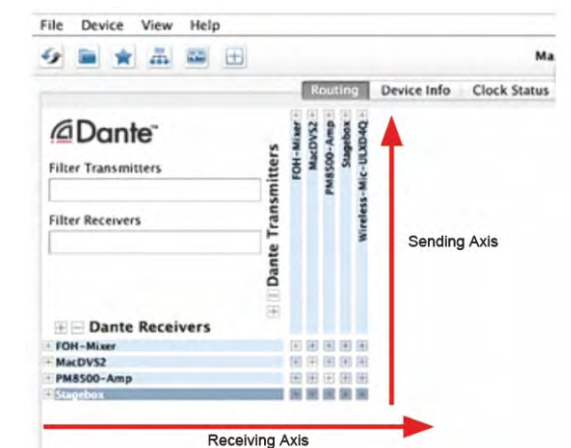 File Device View Help
Ma
Routing Device Info Clock Status
Dante™
Filter Transmitters
Filter Receivers
Dante Transmitters
FOH-Mixer
MacDVS2
PM8500-Amp
Stagebox
Wireless-Mic-ULXD4Q
Sending Axis
Dante Receivers
FOH-Mixer
MacDVS2
PM8500-Amp
Stagebox
Receiving Axis